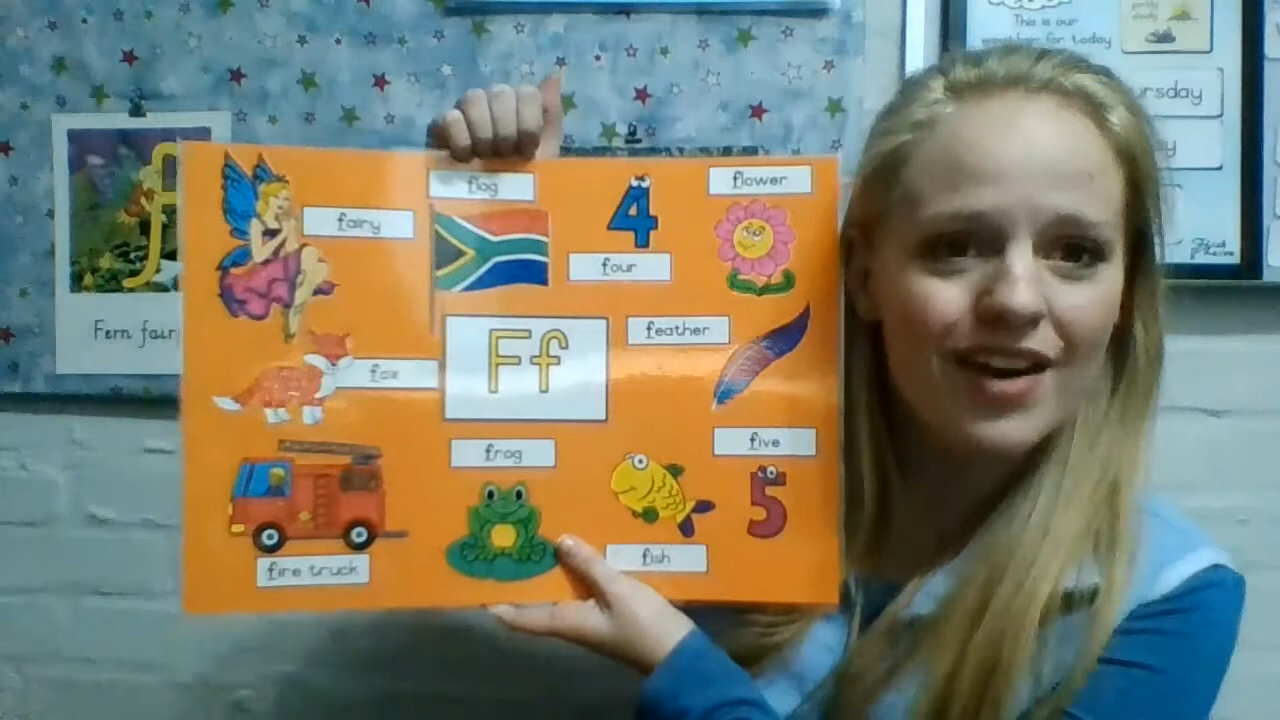 This is our
weather for today
ursday
y
Fern fairy
fairy
flag
4
four
flower
fox
Ff
feather
frog
five
5
fire truck
fish